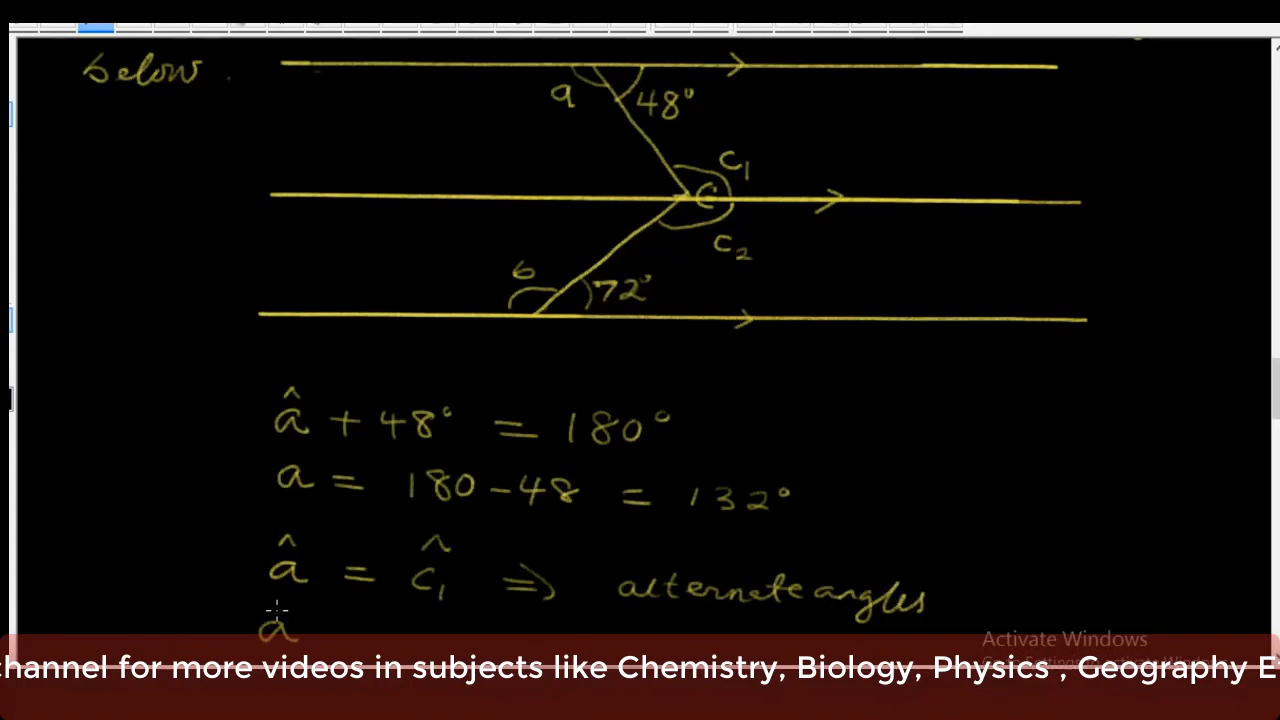 below.
a 48°
C1
C
C2
b 72°
â + 48° = 180°
a = 180 - 48 = 132°
â = ĉ1 ⇒ alternate angles
a
Activate Windows
channel for more videos in subjects like Chemistry, Biology, Physics , Geography E